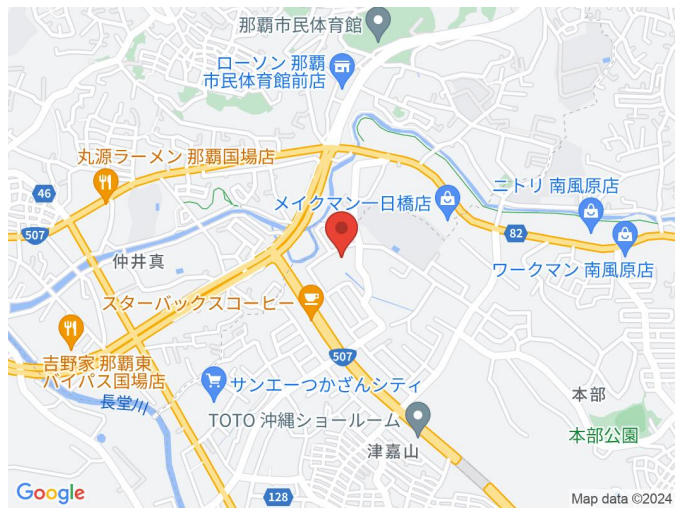 那覇市民体育館
ローソン 那覇
市民体育館前店
丸源ラーメン 那覇国場店
46
メイクマン一日橋店
ニトリ 南風原店
507
82
仲井真
ワークマン 南風原店
スターバックスコーヒー
吉野家 那覇東
バイパス国場店
507
サンエーつかざんシティ
長堂川
本部
TOTO 沖縄ショールーム
本部公園
津嘉山
128
Google
Map data ©2024